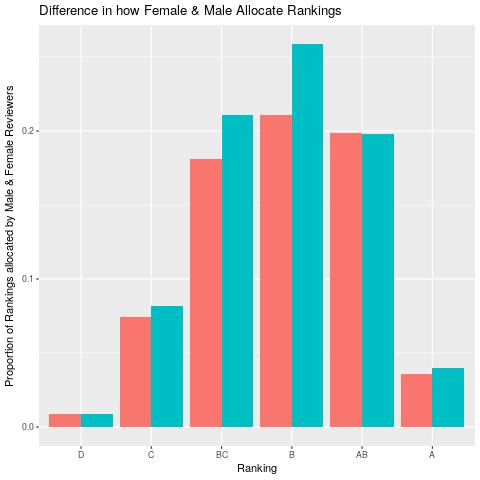 Difference in how Female & Male Allocate Rankings
Proportion of Rankings allocated by Male & Female Reviewers
0.2
0.1
0.0
D C BC B AB A
Ranking